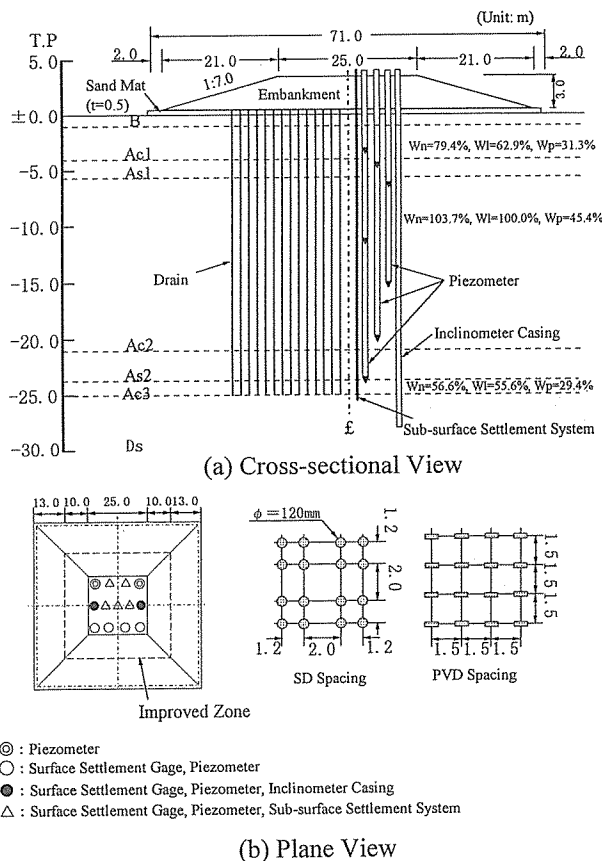 (Unit: m)
T.P
71.0
2.0
21.0
25.0
21.0
2.0
5.0
1:7.0
Sand Mat
(t=0.5)
Embankment
3.0
±0.0
B
Wn=79.4%, Wl=62.9%, Wp=31.3%
Ac1
-5.0
As1
Wn=103.7%, Wl=100.0%, Wp=45.4%
-10.0
Drain
Piezometer
-15.0
-20.0
Inclinometer Casing
Ac2
As2
Wn=56.6%, Wl=55.6%, Wp=29.4%
-25.0
Ac3
£
Sub-surface Settlement System
-30.0
Ds
(a) Cross-sectional View
13.0 10.0 25.0 10.0 13.0
φ=120mm
1.2
2.0
1.2
1.2
2.0
1.2
SD Spacing
1.5
1.5
1.5
1.5
1.5
1.5
PVD Spacing
Improved Zone
◎ : Piezometer
○ : Surface Settlement Gage, Piezometer
● : Surface Settlement Gage, Piezometer, Inclinometer Casing
△ : Surface Settlement Gage, Piezometer, Sub-surface Settlement System
(b) Plane View